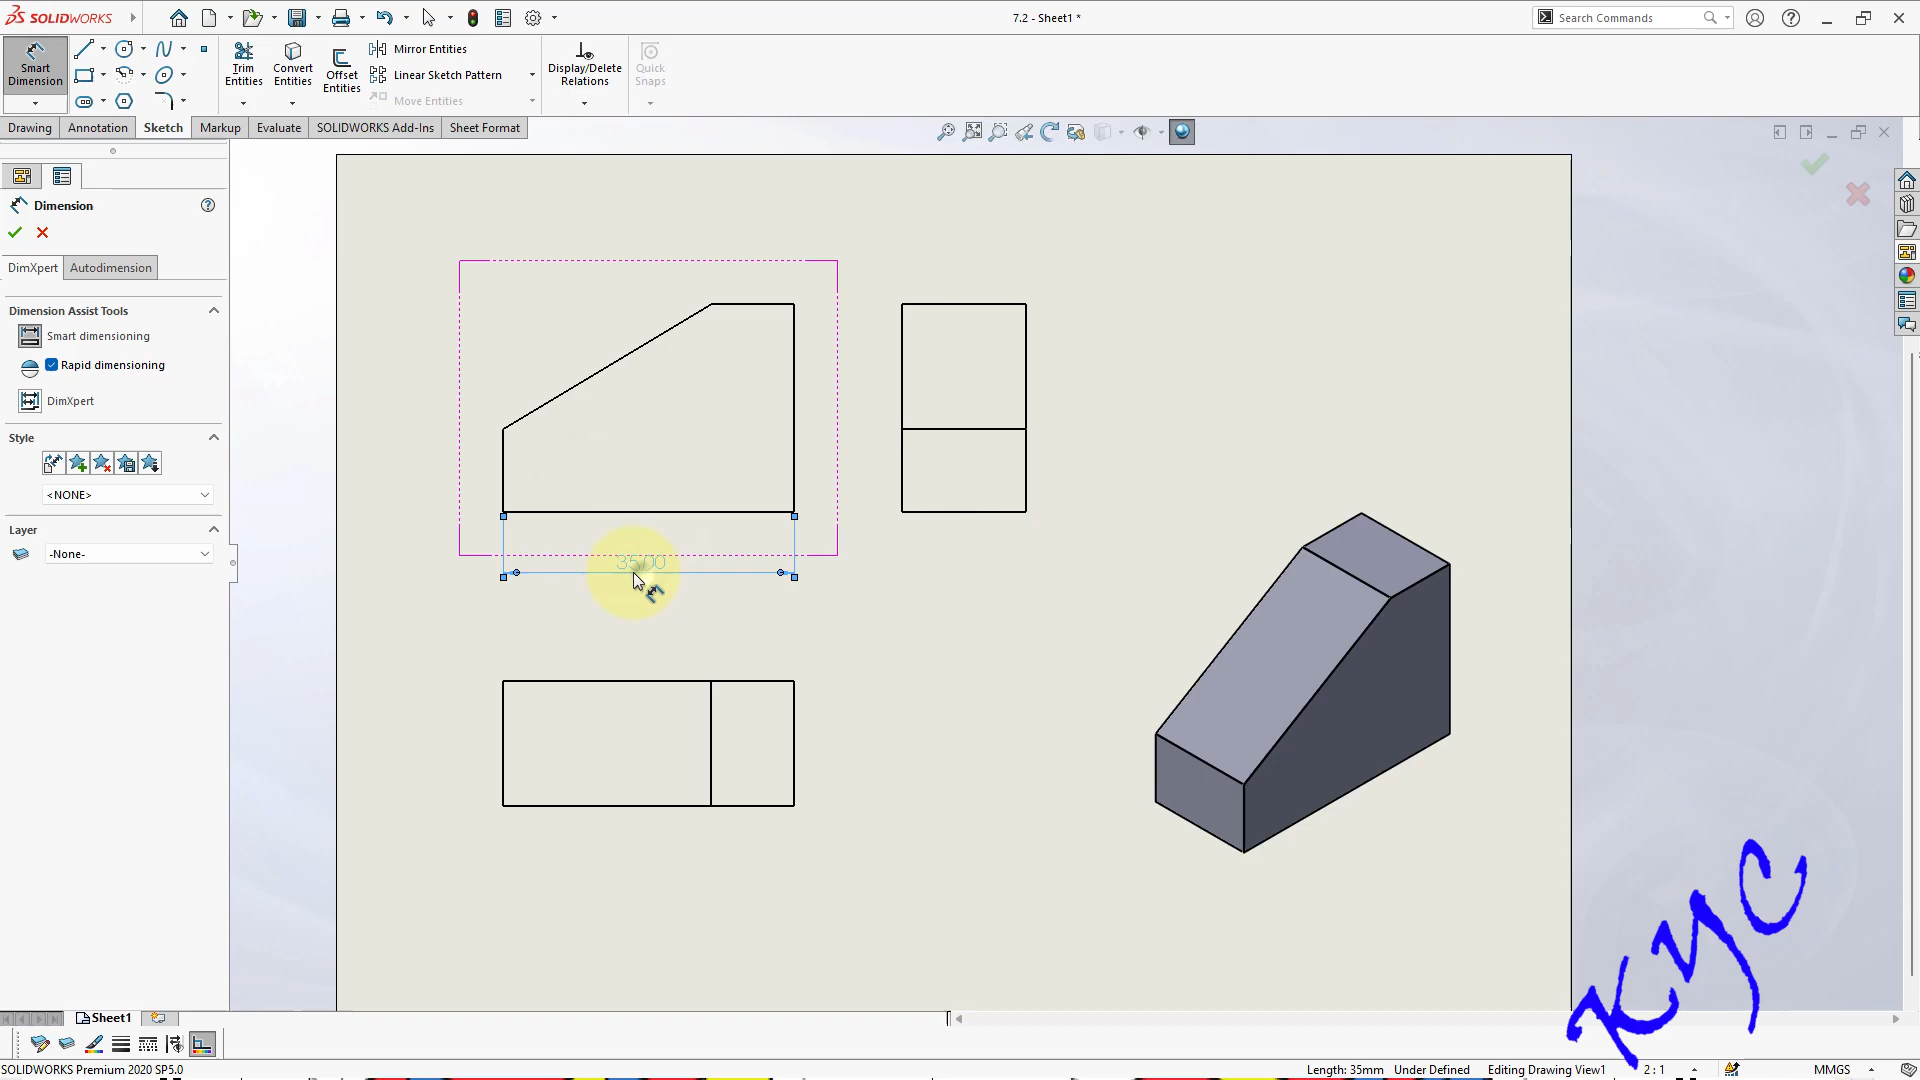 SOLIDWORKS
7.2 - Sheet1 *
Search Commands
Smart Dimension
Trim Entities
Convert Entities
Offset Entities
Mirror Entities
Linear Sketch Pattern
Move Entities
Display/Delete Relations
Quick Snaps
Drawing
Annotation
Sketch
Markup
Evaluate
SOLIDWORKS Add-Ins
Sheet Format
Dimension
DimXpert
Autodimension
Dimension Assist Tools
Smart dimensioning
Rapid dimensioning
DimXpert
Style
<NONE>
Layer
-None-
35.00
KYC
Sheet1
SOLIDWORKS Premium 2020 SP5.0
Length: 35mm
Under Defined
Editing Drawing View1
2 : 1
MMGS